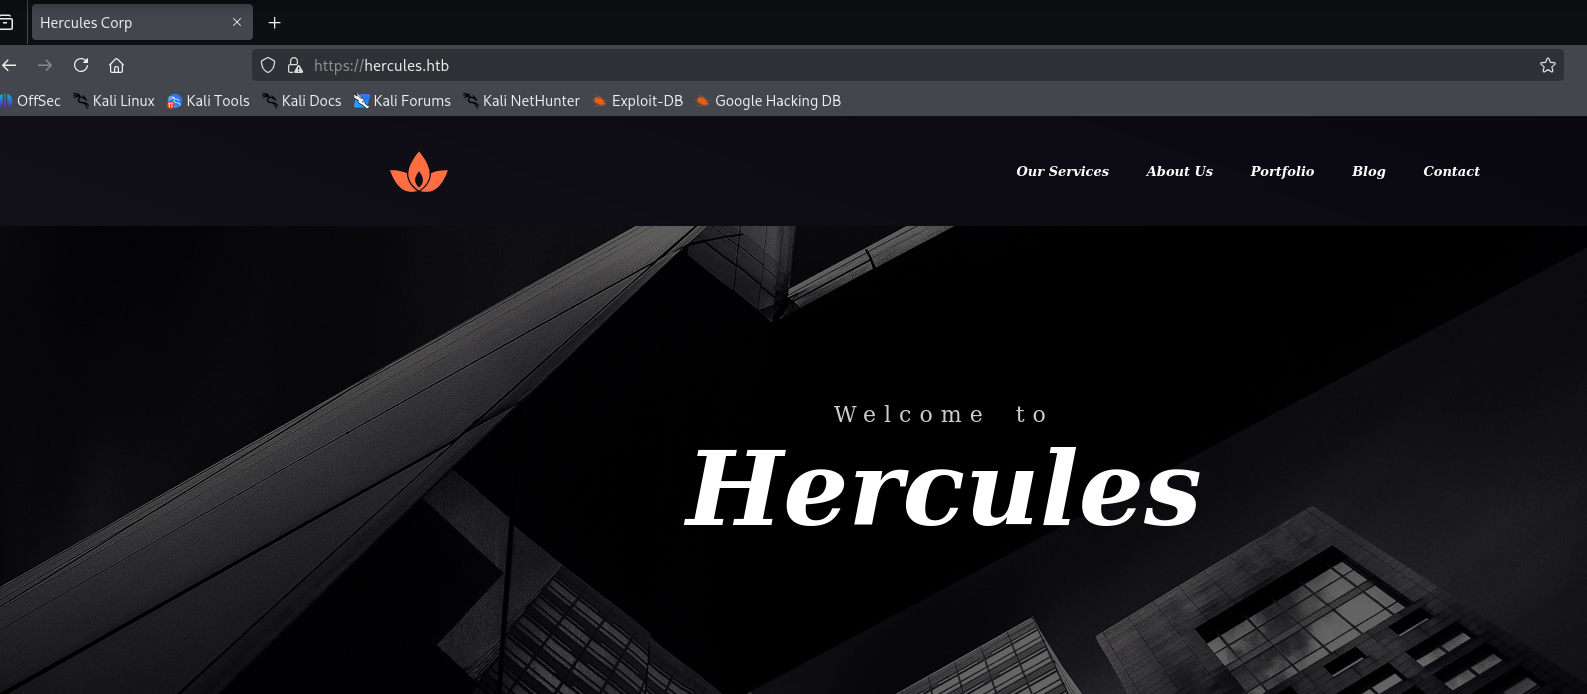 Hercules Corp
https://hercules.htb
OffSec Kali Linux Kali Tools Kali Docs Kali Forums Kali NetHunter Exploit-DB Google Hacking DB
Our Services About Us Portfolio Blog Contact
Welcome to
Hercules